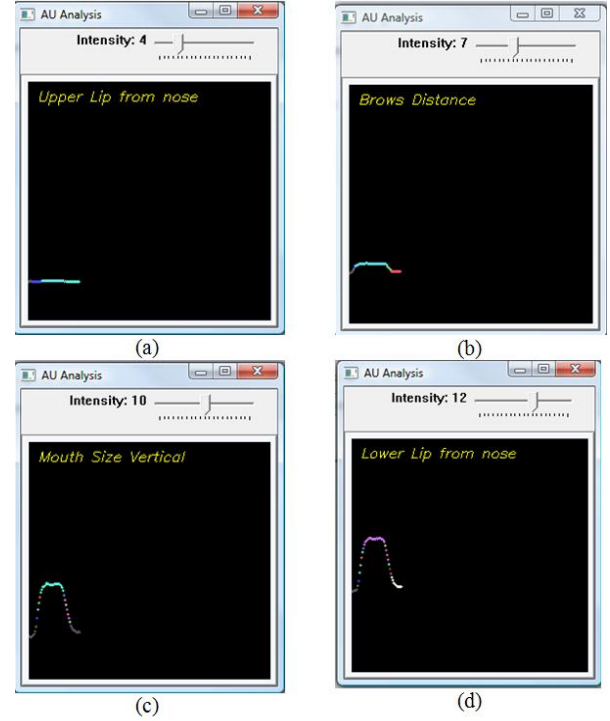 AU Analysis
Intensity: 4
Upper Lip from nose
(a)
AU Analysis
Intensity: 7
Brows Distance
(b)
AU Analysis
Intensity: 10
Mouth Size Vertical
(c)
AU Analysis
Intensity: 12
Lower Lip from nose
(d)